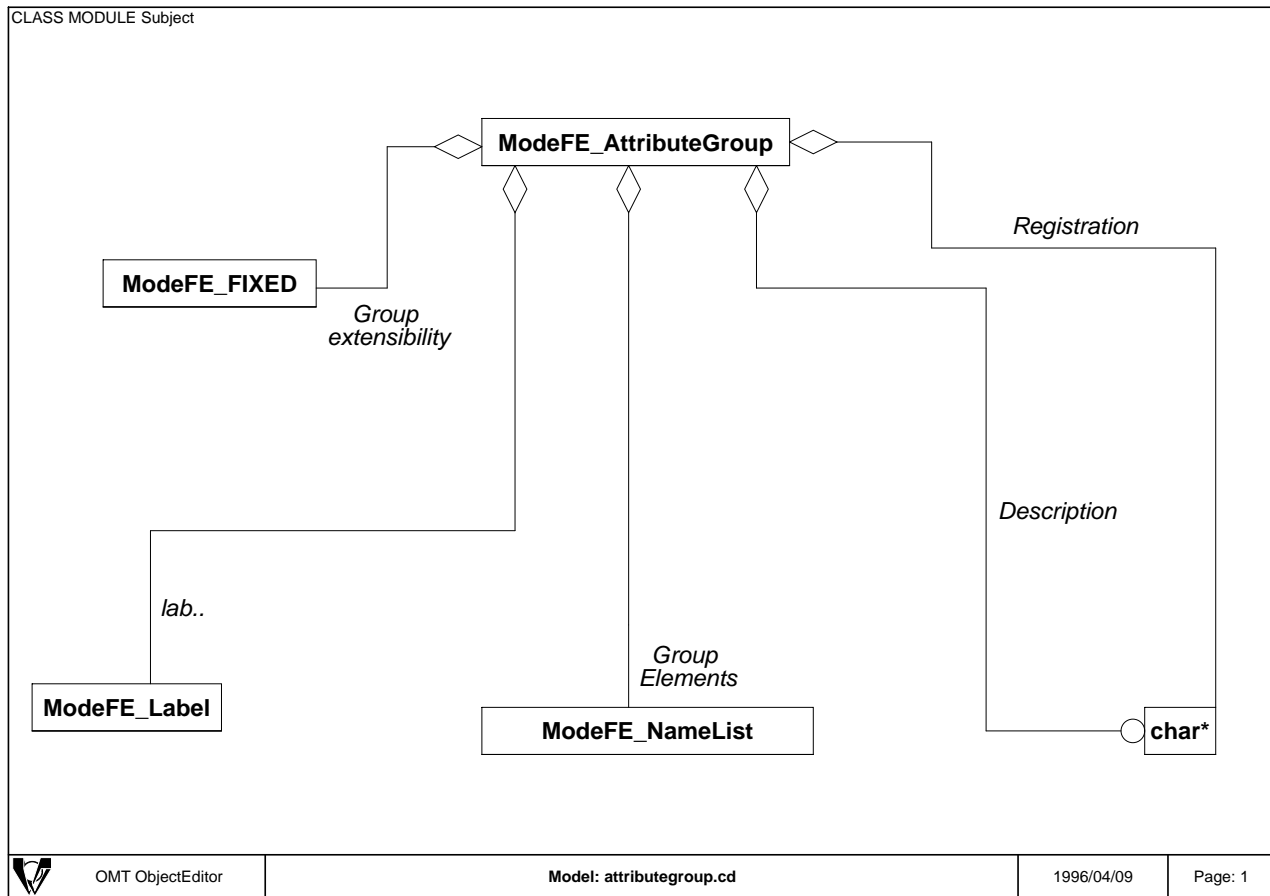 CLASS MODULE Subject
ModeFE_AttributeGroup
Registration
ModeFE_FIXED
Group
extensibility
Description
lab..
Group
Elements
ModeFE_Label
ModeFE_NameList
char*
OMT ObjectEditor
Model: attributegroup.cd
1996/04/09
Page: 1